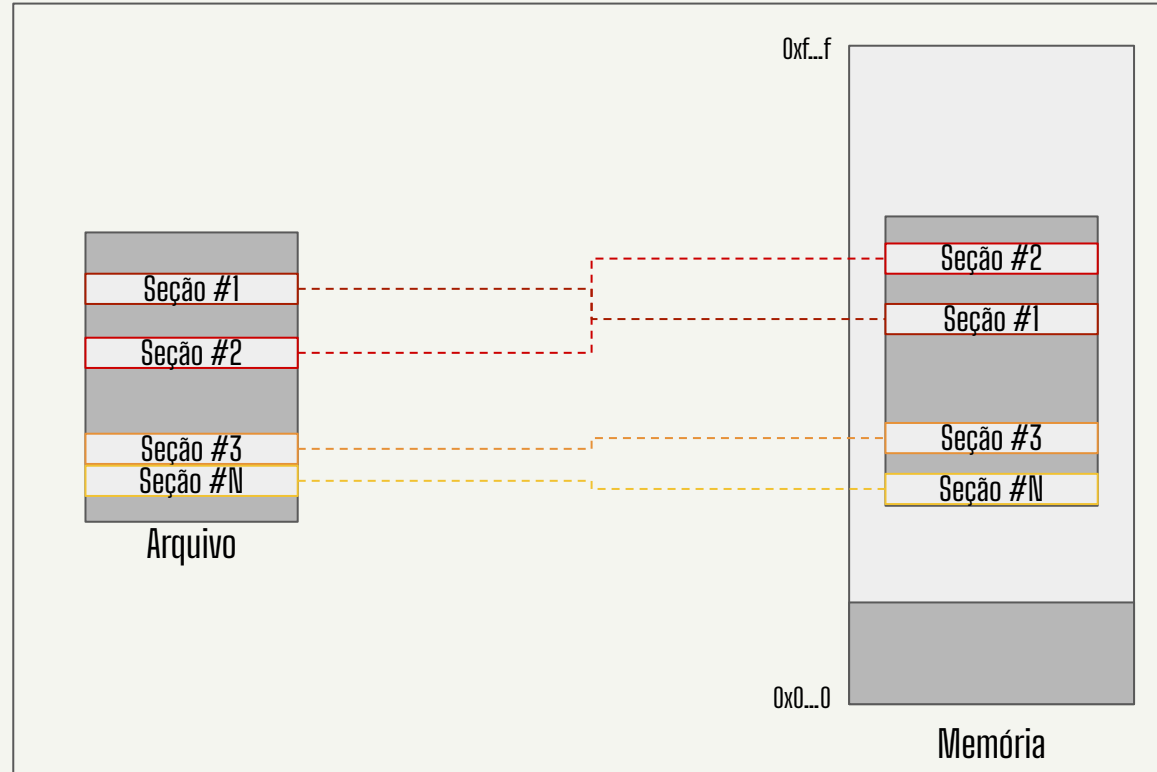 0xf...f
Seção #1
Seção #2
Seção #3
Seção #N
Arquivo
Seção #2
Seção #1
Seção #3
Seção #N
0x0...0
Memória